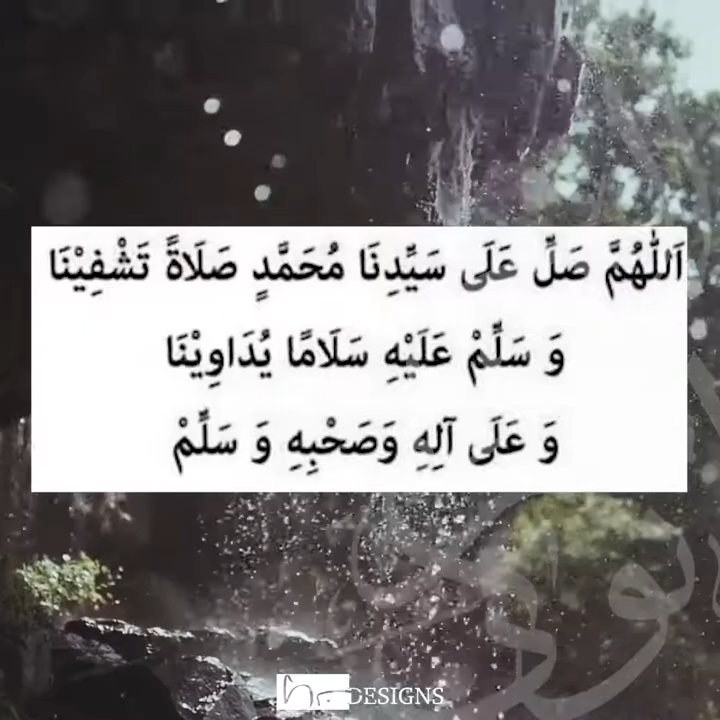 اَللّٰهُمَّ صَلِّ عَلَى سَيِّدِنَا مُحَمَّدٍ صَلَاةً تَشْفِيْنَا
وَ سَلِّمْ عَلَيْهِ سَلَامًا يُدَاوِيْنَا
وَ عَلَى آلِهِ وَصَحْبِهِ وَ سَلِّمْ
DESIGNS